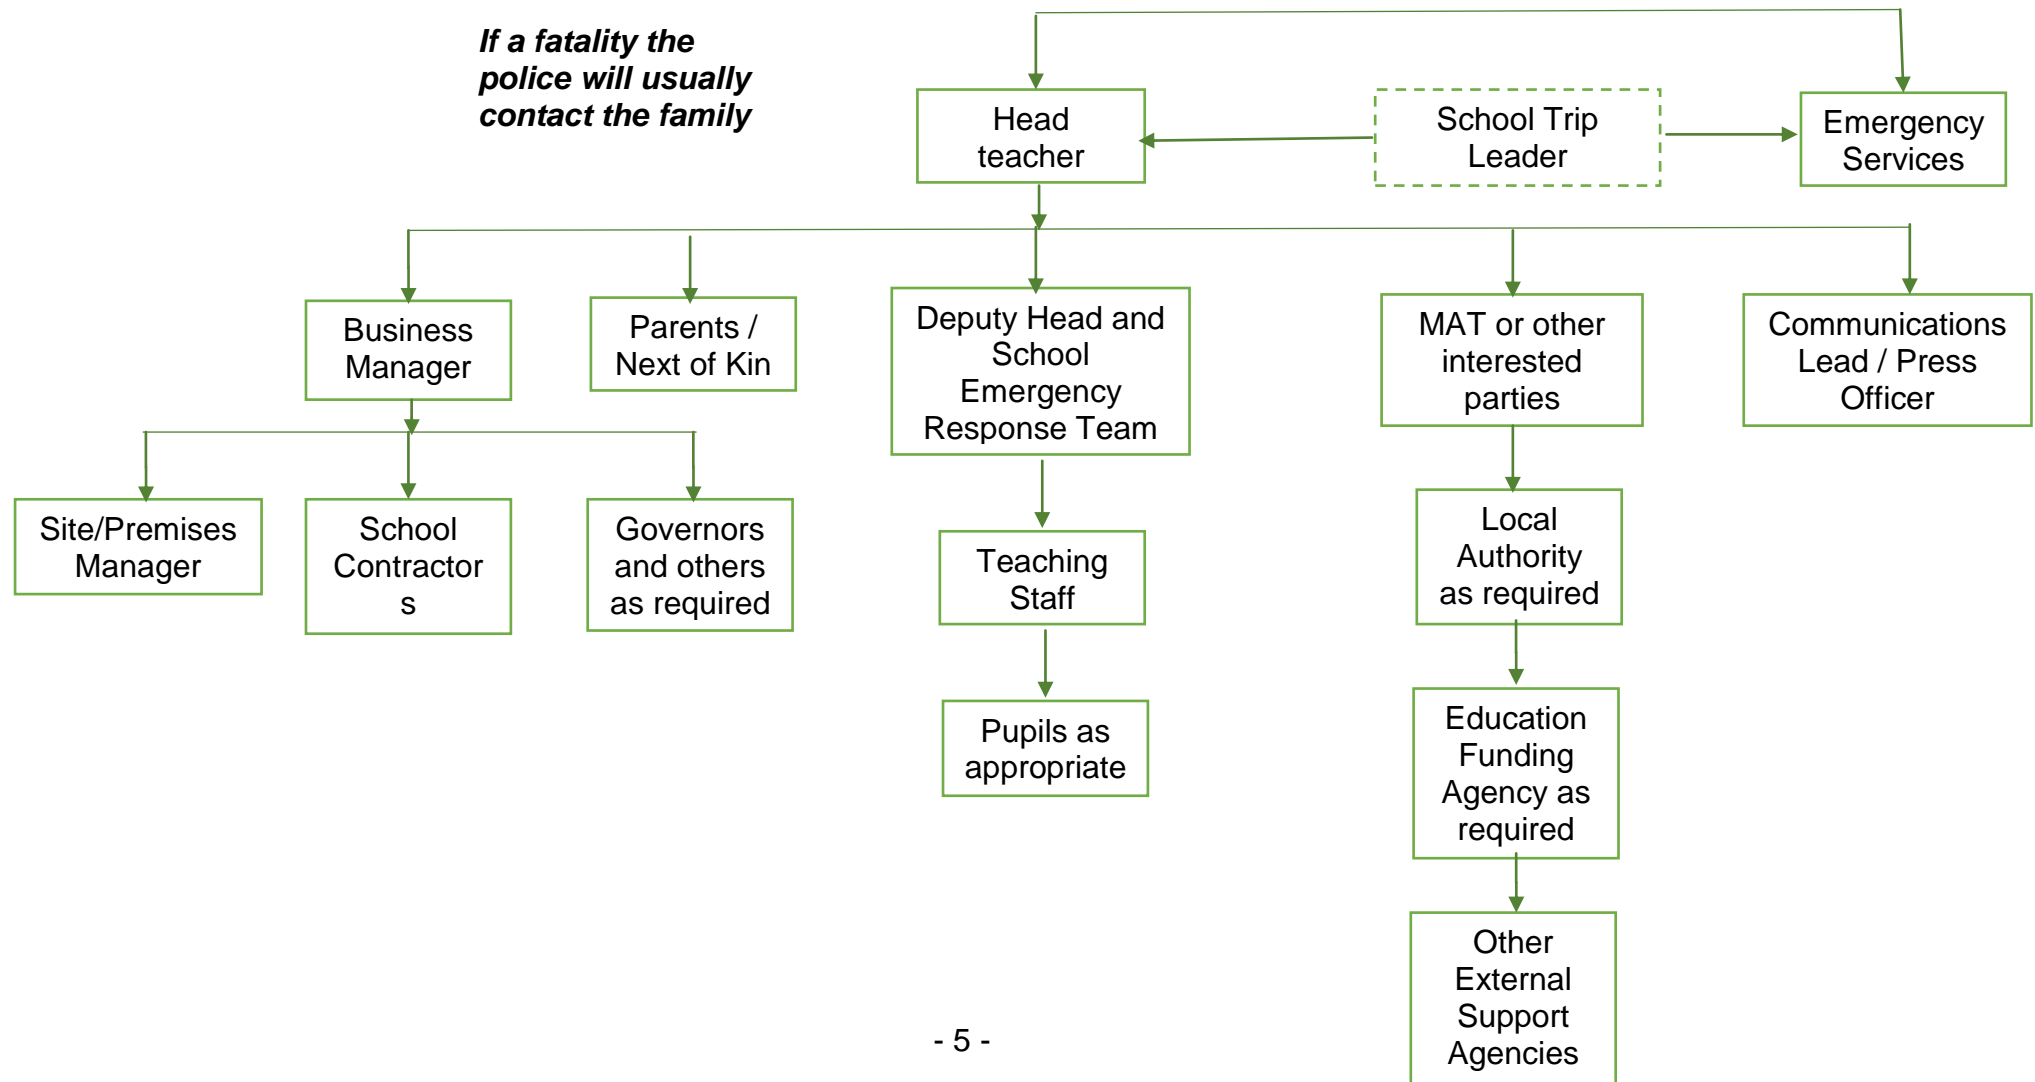 If a fatality the
police will usually
contact the family
Head
teacher
School Trip
Leader
Emergency
Services
Business
Manager
Parents /
Next of Kin
Deputy Head and
School
Emergency
Response Team
MAT or other
interested
parties
Communications
Lead / Press
Officer
Site/Premises
Manager
School
Contractor
s
Governors
and others
as required
Teaching
Staff
Local
Authority
as required
Pupils as
appropriate
Education
Funding
Agency as
required
Other
External
Support
Agencies
- 5 -